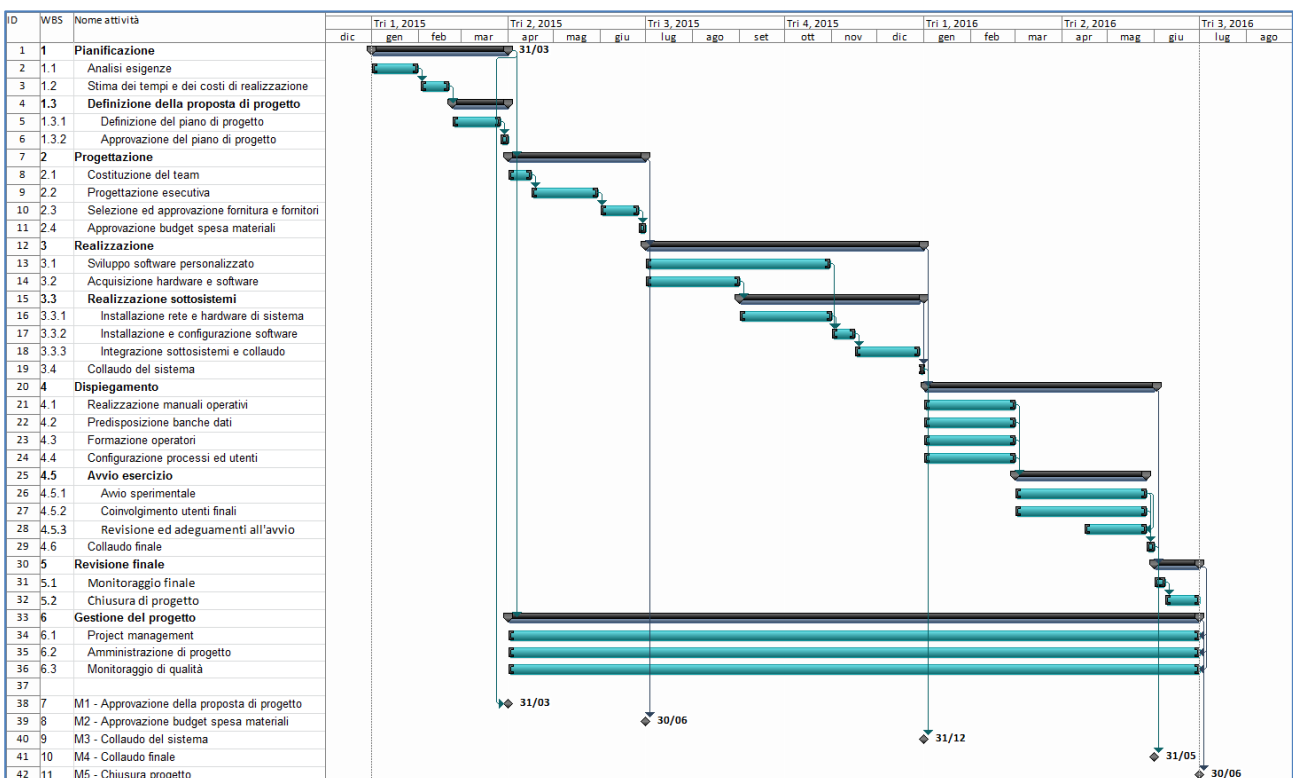 ID WBS Nome attività Tri 1, 2015 Tri 2, 2015 Tri 3, 2015 Tri 4, 2015 Tri 1, 2016 Tri 2, 2016 Tri 3, 2016
dic gen feb mar apr mag giu lug ago set ott nov dic gen feb mar apr mag giu lug ago
1 1 Pianificazione 31/03
2 1.1 Analisi esigenze
3 1.2 Stima dei tempi e dei costi di realizzazione
4 1.3 Definizione della proposta di progetto
5 1.3.1 Definizione del piano di progetto
6 1.3.2 Approvazione del piano di progetto
7 2 Progettazione
8 2.1 Costituzione del team
9 2.2 Progettazione esecutiva
10 2.3 Selezione ed approvazione fornitura e fornitori
11 2.4 Approvazione budget spesa materiali
12 3 Realizzazione
13 3.1 Sviluppo software personalizzato
14 3.2 Acquisizione hardware e software
15 3.3 Realizzazione sottosistemi
16 3.3.1 Installazione rete e hardware di sistema
17 3.3.2 Installazione e configurazione software
18 3.3.3 Integrazione sottosistemi e collaudo
19 3.4 Collaudo del sistema
20 4 Dispiegamento
21 4.1 Realizzazione manuali operativi
22 4.2 Predisposizione banche dati
23 4.3 Formazione operatori
24 4.4 Configurazione processi ed utenti
25 4.5 Avvio esercizio
26 4.5.1 Avvio sperimentale
27 4.5.2 Coinvolgimento utenti finali
28 4.5.3 Revisione ed adeguamenti all'avvio
29 4.6 Collaudo finale
30 5 Revisione finale
31 5.1 Monitoraggio finale
32 5.2 Chiusura di progetto
33 6 Gestione del progetto
34 6.1 Project management
35 6.2 Amministrazione di progetto
36 6.3 Monitoraggio di qualità
37
38 7 M1 - Approvazione della proposta di progetto 31/03
39 8 M2 - Approvazione budget spesa materiali 30/06
40 9 M3 - Collaudo del sistema 31/12
41 10 M4 - Collaudo finale 31/05
42 11 M5 - Chiusura progetto 30/06